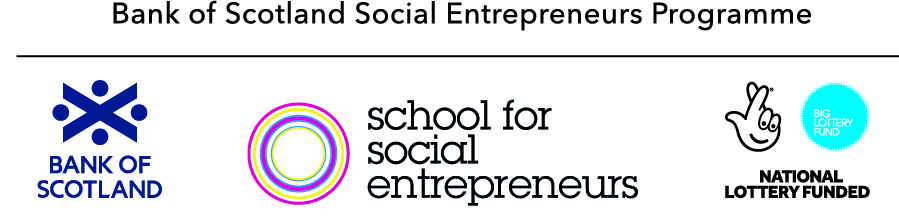 Bank of Scotland Social Entrepreneurs Programme
BANK OF
SCOTLAND
school for
social
entrepreneurs
BIG
LOTTERY
FUND
NATIONAL
LOTTERY FUNDED